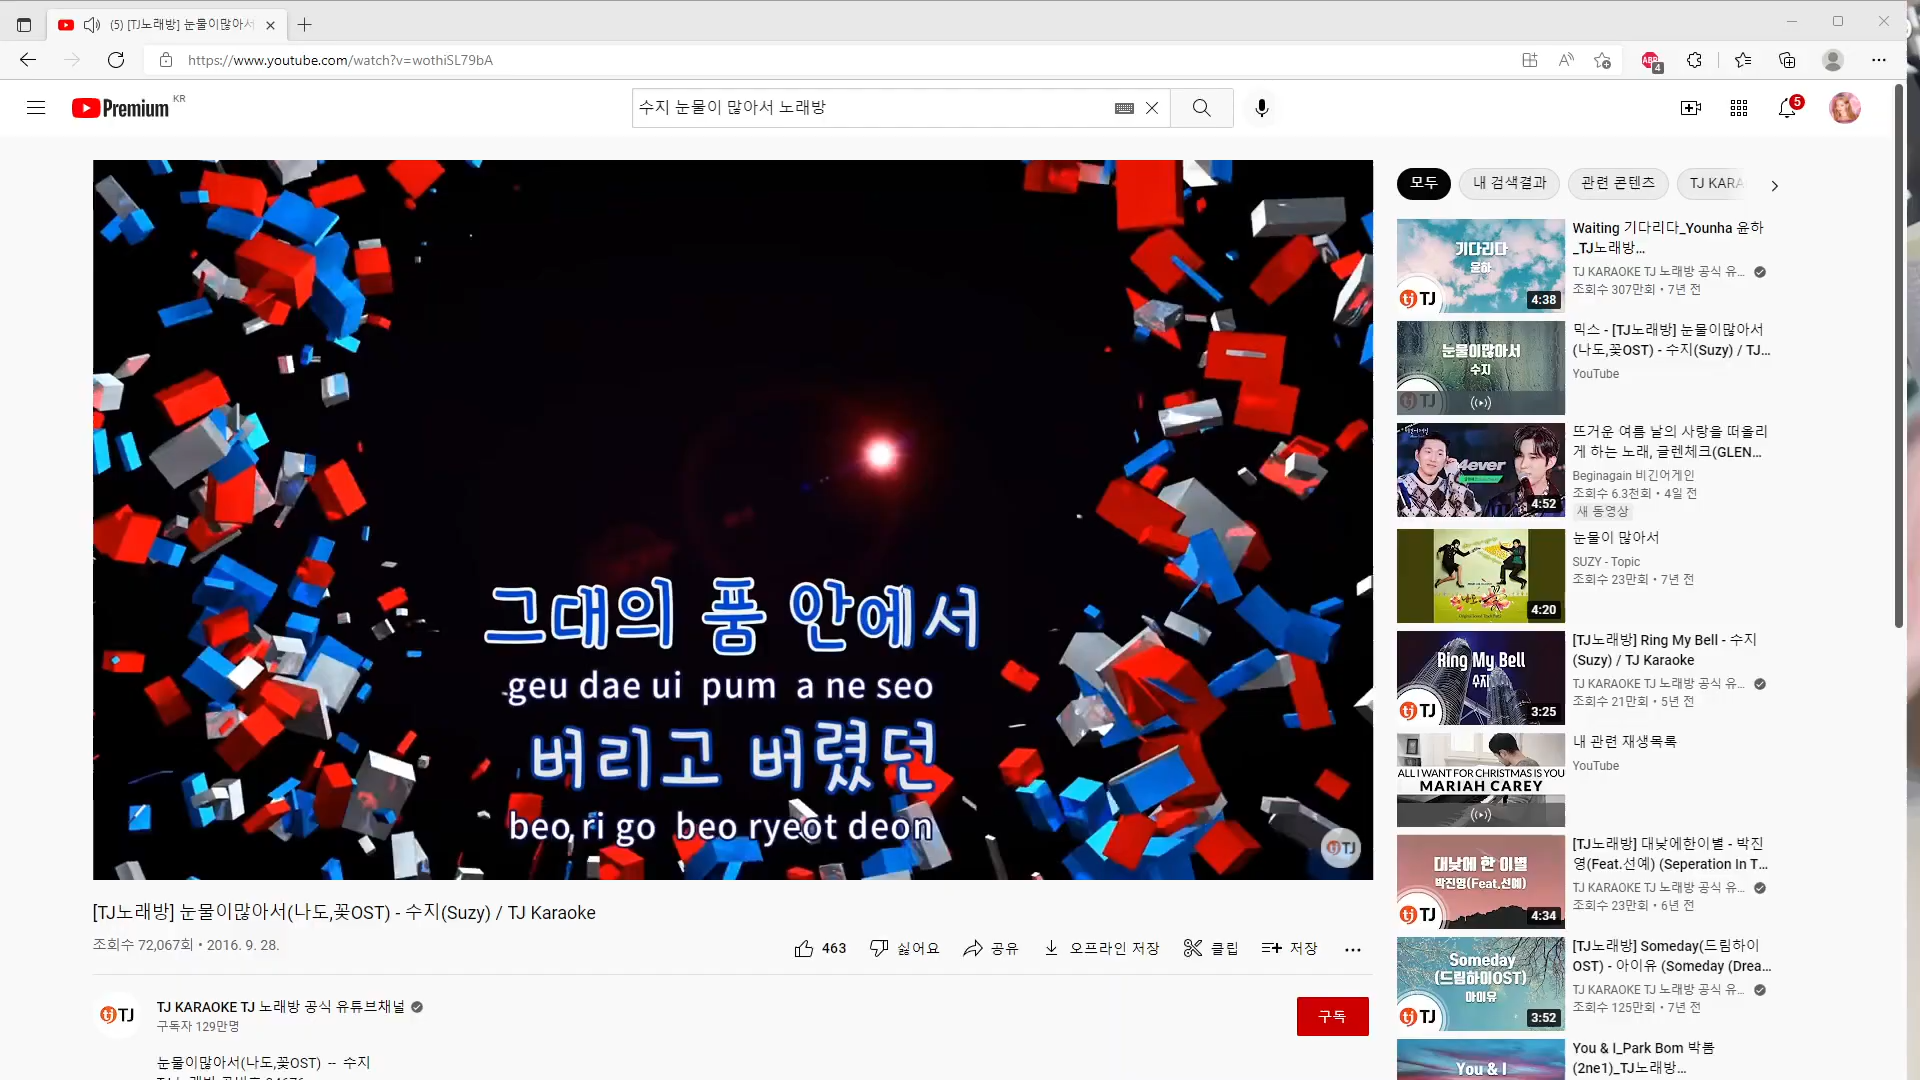 (5) [TJ노래방] 눈물이많아서
https://www.youtube.com/watch?v=wothiSL79bA
ABP
4
Premium KR
수지 눈물이 많아서 노래방
5
그대의 품 안에서
geu dae ui pum a ne seo
버리고 버렸던
beo ri go beo ryeot deon
TJ
[TJ노래방] 눈물이많아서(나도,꽃OST) - 수지(Suzy) / TJ Karaoke
조회수 72,067회 • 2016. 9. 28.
463 싫어요 공유 오프라인 저장 클립 저장
TJ
TJ KARAOKE TJ 노래방 공식 유튜브채널
구독자 129만명
구독
눈물이많아서(나도,꽃OST) -- 수지
모두 내 검색결과 관련 콘텐츠 TJ KARA
기다리다
윤하
TJ
4:38
Waiting 기다리다_Younha 윤하
_TJ노래방...
TJ KARAOKE TJ 노래방 공식 유...
조회수 307만회 • 7년 전
눈물이많아서
수지
TJ
믹스 - [TJ노래방] 눈물이많아서
(나도,꽃OST) - 수지(Suzy) / TJ...
YouTube
4ever
4:52
뜨거운 여름 날의 사랑을 떠올리
게 하는 노래, 글렌체크(GLEN...
Beginagain 비긴어게인
조회수 6.3천회 • 4일 전
새 동영상
4:20
눈물이 많아서
SUZY - Topic
조회수 23만회 • 7년 전
Ring My Bell
수지
TJ
3:25
[TJ노래방] Ring My Bell - 수지
(Suzy) / TJ Karaoke
TJ KARAOKE TJ 노래방 공식 유...
조회수 21만회 • 5년 전
ALL I WANT FOR CHRISTMAS IS YOU
MARIAH CAREY
내 관련 재생목록
YouTube
대낮에 한 이별
박진영(Feat.선예)
TJ
4:34
[TJ노래방] 대낮에한이별 - 박진
영(Feat.선예) (Seperation In T...
TJ KARAOKE TJ 노래방 공식 유...
조회수 23만회 • 6년 전
Someday
(드림하이OST)
아이유
TJ
3:52
[TJ노래방] Someday(드림하이
OST) - 아이유 (Someday (Drea...
TJ KARAOKE TJ 노래방 공식 유...
조회수 125만회 • 7년 전
You & I
You & I_Park Bom 박봄
(2ne1)_TJ노래방...